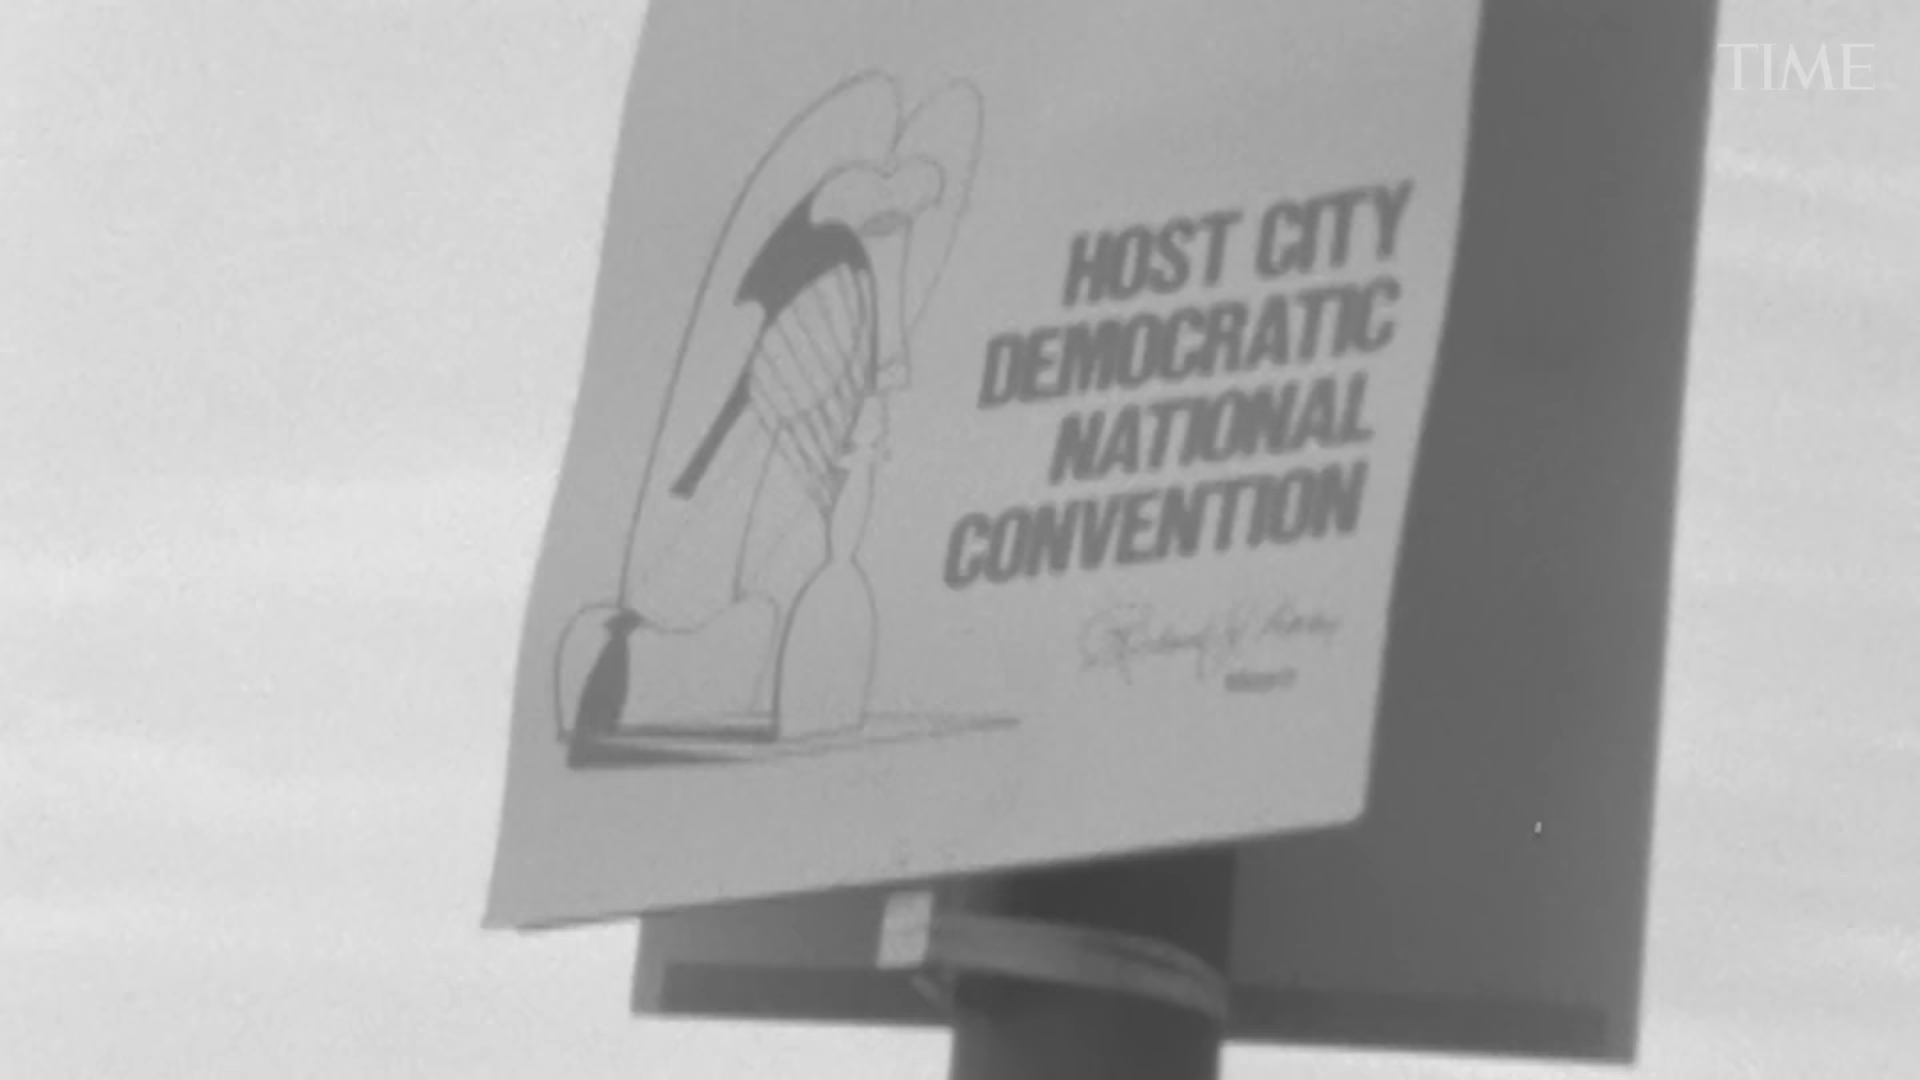 TIME
HOST CITY
DEMOCRATIC
NATIONAL
CONVENTION